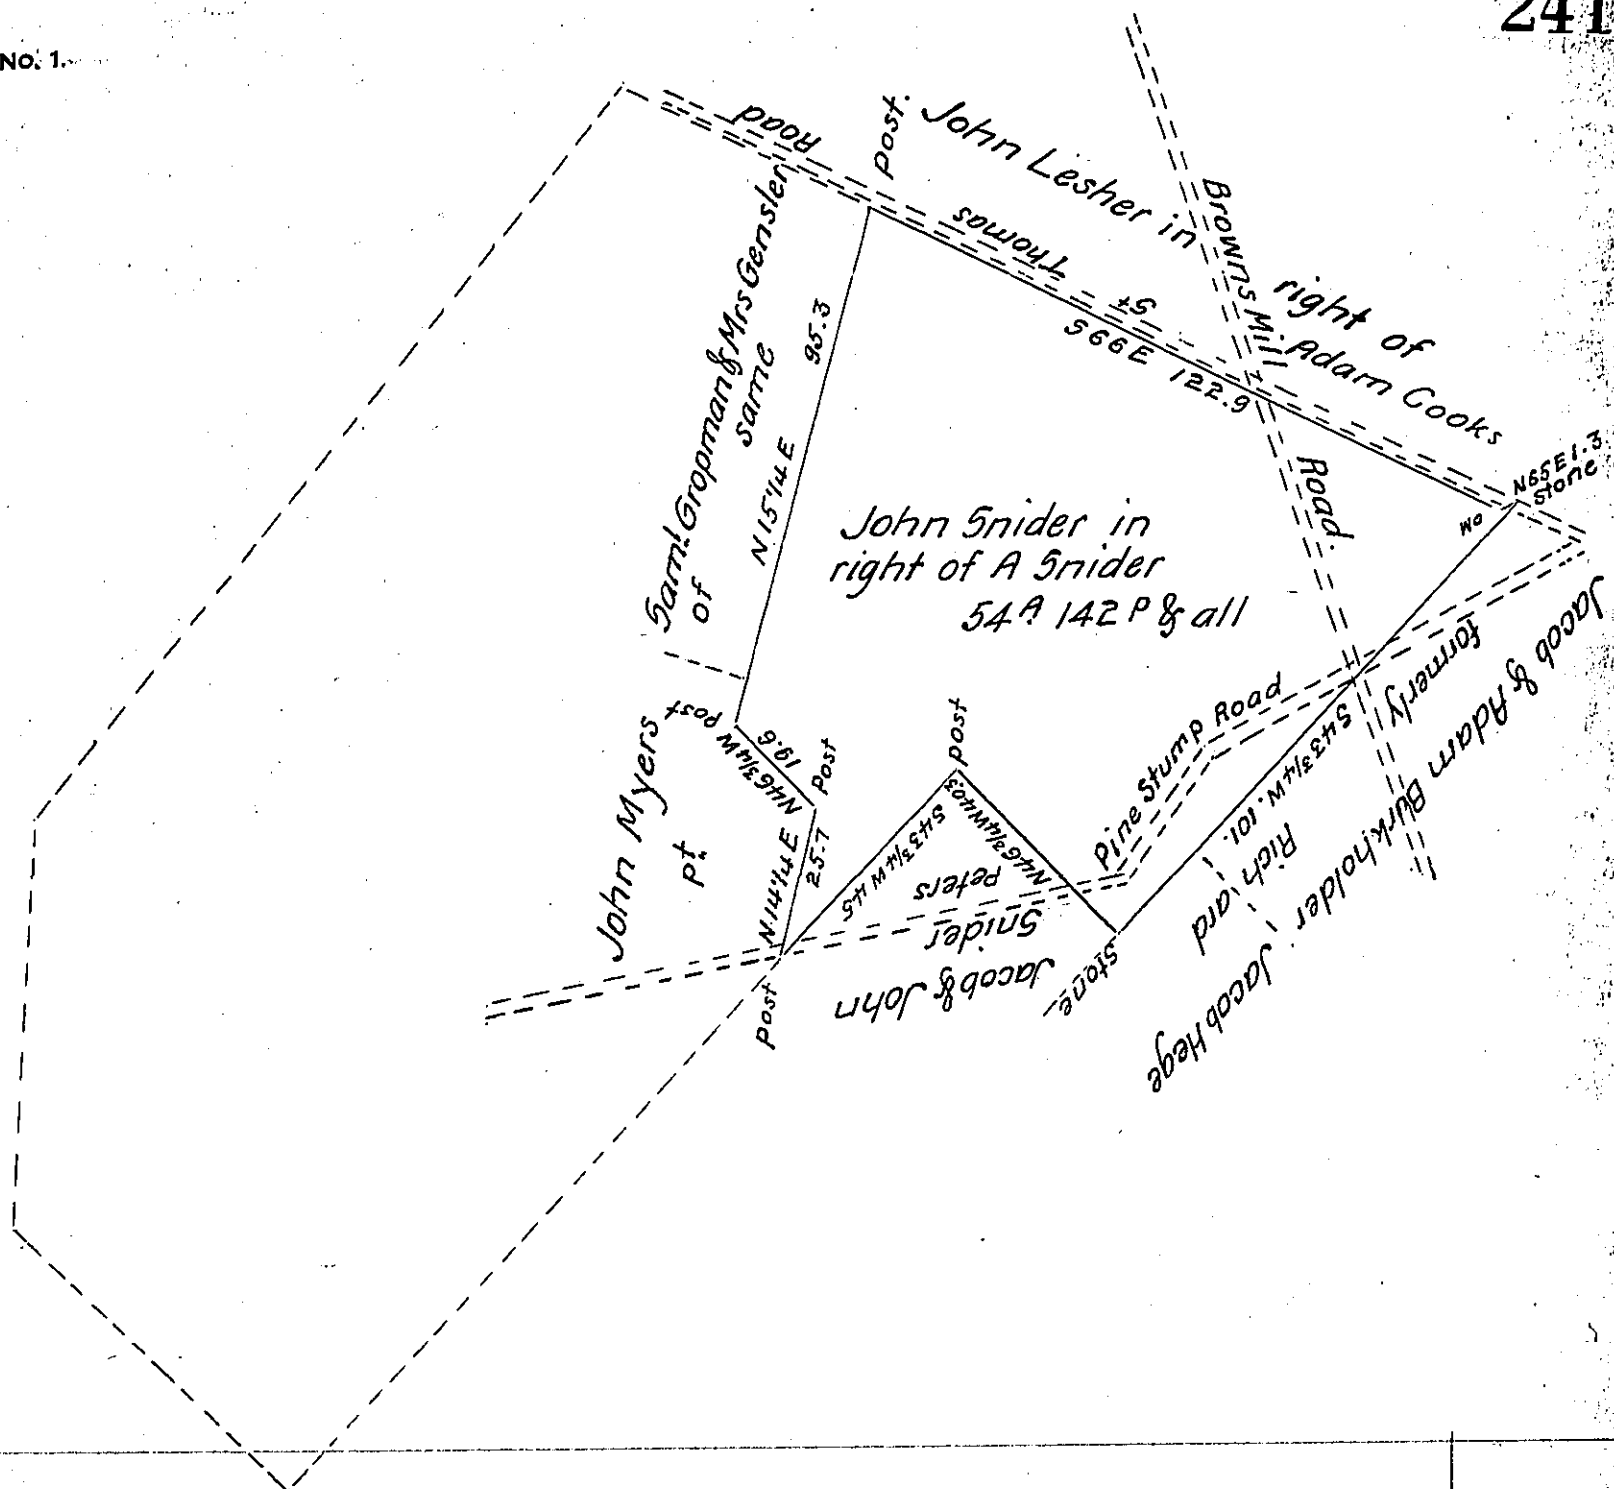 241
NO. 1.
Road
Post.
John Lesher in
right of
Adam Cooks
St Thomas
Browns Mill
Road.
S66E 122.9
N65E1.3
Stone
WO
Saml. Gropman & Mrs Gensler
of same
N15¼E 95.3
John Snider in
right of A Snider
54A 142P & all
John Myers
pt.
post
N46¾W
19.6
Post
N14¼E
25.7
post
S43¾W 45
post
N46¾W40.3
Peters
Snider
Jacob & John
Stone
Pine Stump Road
S43¾W. 101.
formerly
Jacob & Adam Burkholder
Rich ard
Jacob Hege